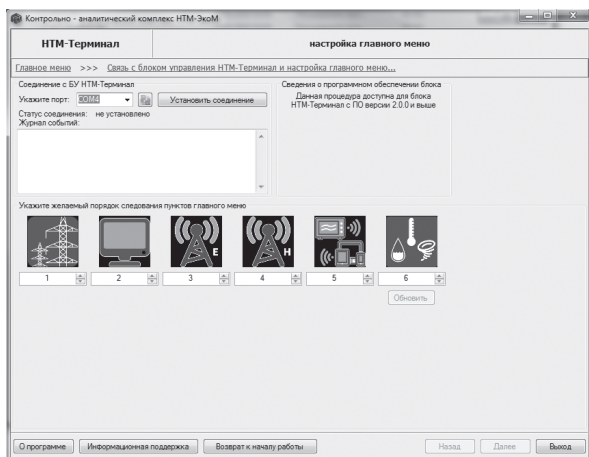 Контрольно - аналитический комплекс НТМ-ЭкоМ
НТМ-Терминал
настройка главного меню
Главное меню >>> Связь с блоком управления НТМ-Терминал и настройка главного меню...
Соединение с БУ НТМ-Терминал
Укажите порт: COM4 Установить соединение
Статус соединения: не установлено
Журнал событий:
Сведения о программном обеспечении блока
Данная процедура доступна для блока
НТМ-Терминал с ПО версии 2.0.0 и выше
Укажите желаемый порядок следования пунктов главного меню
E H
1 2 3 4 5 6
Обновить
О программе Информационная поддержка Возврат к началу работы Назад Далее Выход